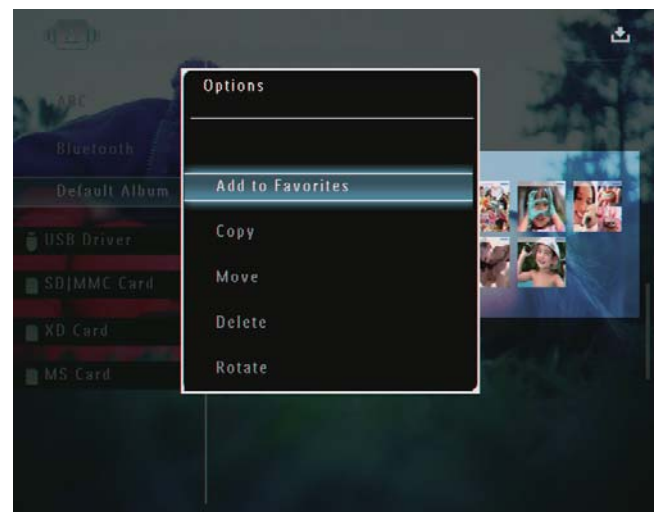 Options
Add to Favorites
Copy
Move
Delete
Rotate
ABC
Bluetooth
Default Album
USB Driver
SD|MMC Card
XD Card
MS Card